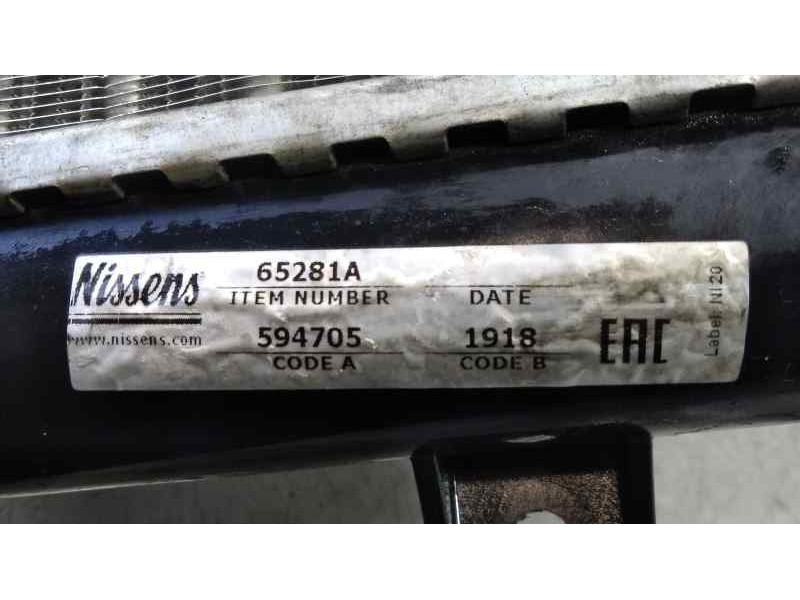 Nissens
www.nissens.com
65281A
ITEM NUMBER
DATE
594705
1918
CODE A
CODE B
EAC
Label: NI20